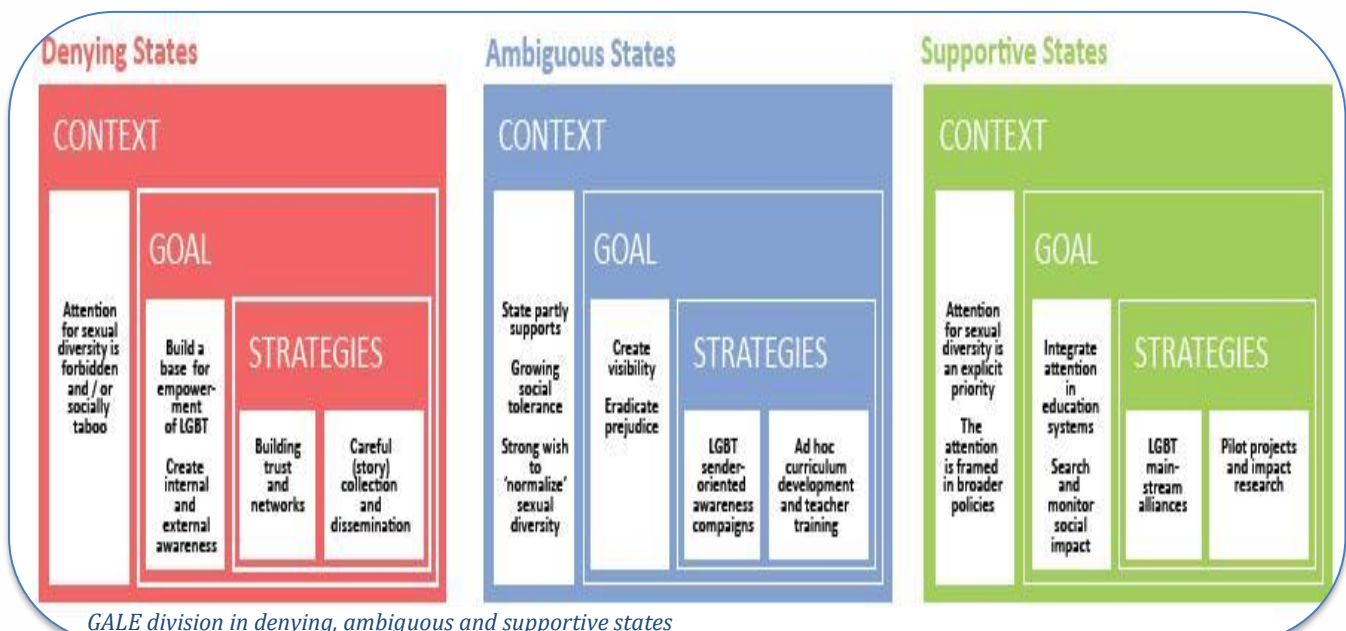 Denying States
CONTEXT
Attention
for sexual
diversity is
forbidden
and / or
socially
taboo
GOAL
Build a
base for
empower-
ment
of LGBT
Create
internal
and
external
awareness
STRATEGIES
Building
trust
and
networks
Careful
(story)
collection
and
dissemination
Ambiguous States
CONTEXT
State partly
supports
Growing
social
tolerance
Strong wish
to
'normalize'
sexual
diversity
GOAL
Create
visibility
Eradicate
prejudice
STRATEGIES
LGBT
sender-
oriented
awareness
compaigns
Ad hoc
curriculum
development
and teacher
training
Supportive States
CONTEXT
Attention
for sexual
diversity is
an explicit
priority
The
attention
is framed
in broader
policies
GOAL
Integrate
attention
in
education
systems
Search
and
monitor
social
impact
STRATEGIES
LGBT
main-
stream
alliances
Pilot projects
and impact
research
GALE division in denying, ambiguous and supportive states